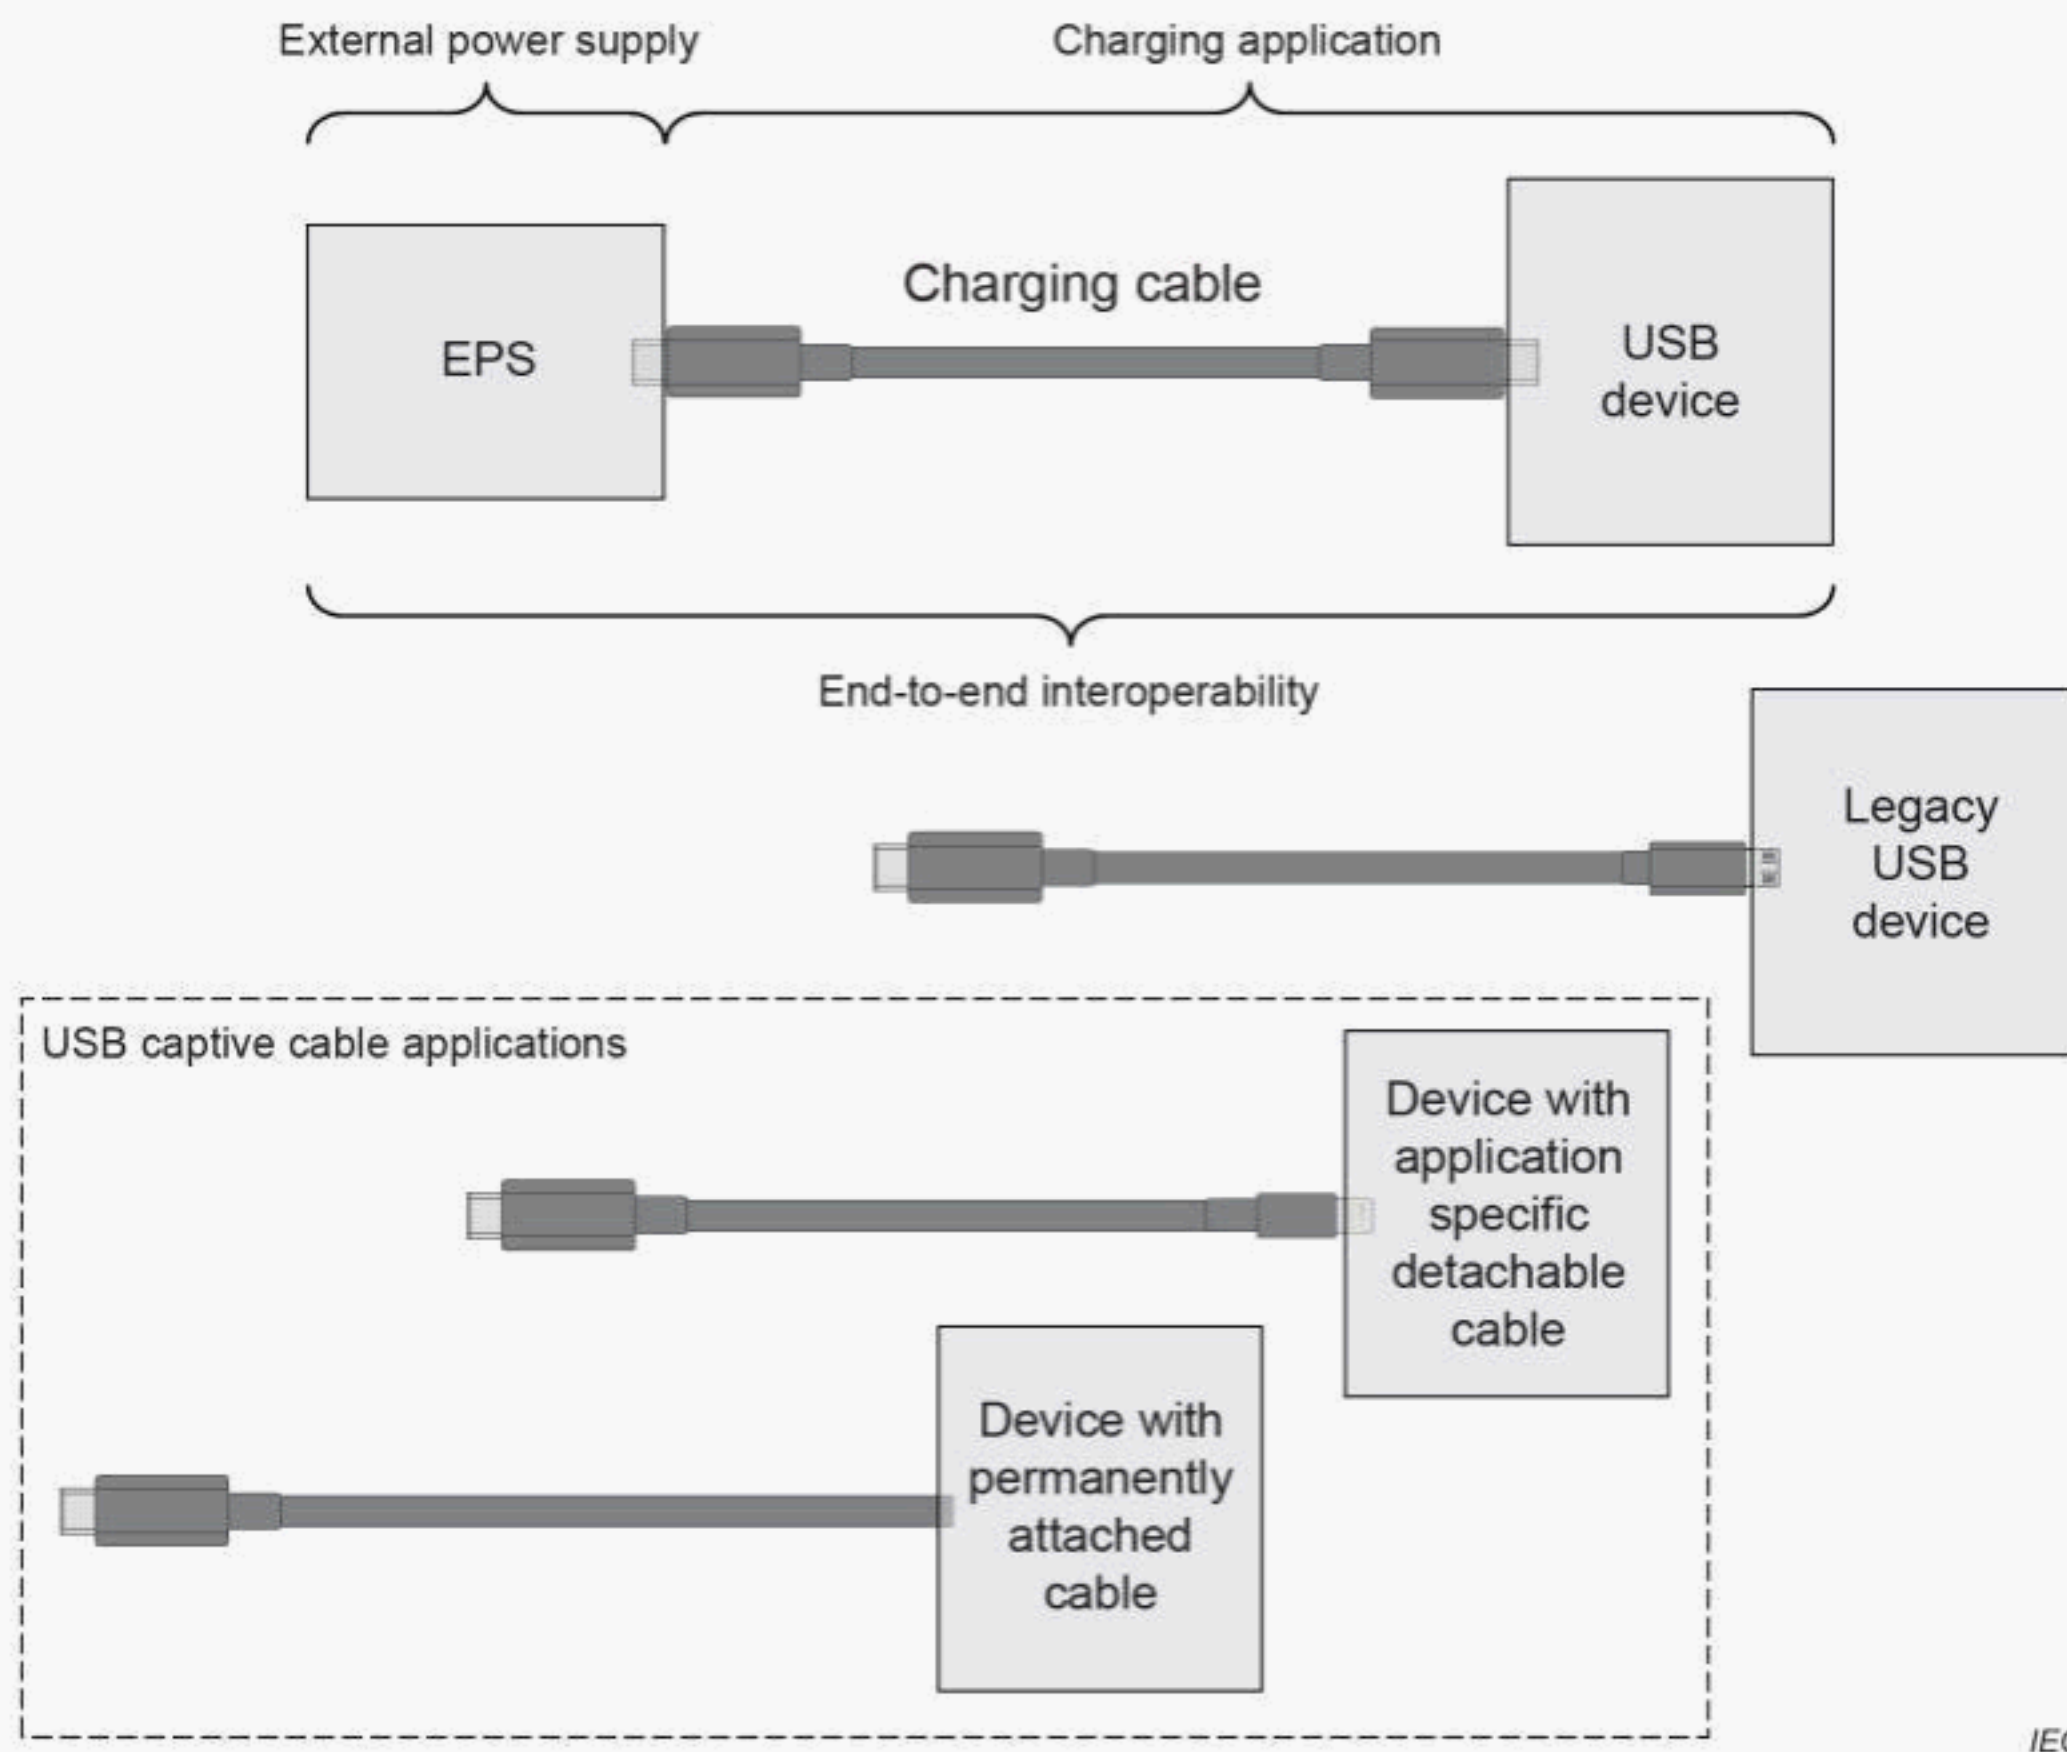 External power supply
Charging application
EPS
Charging cable
USB
device
End-to-end interoperability
Legacy
USB
device
USB captive cable applications
Device with
application
specific
detachable
cable
Device with
permanently
attached
cable